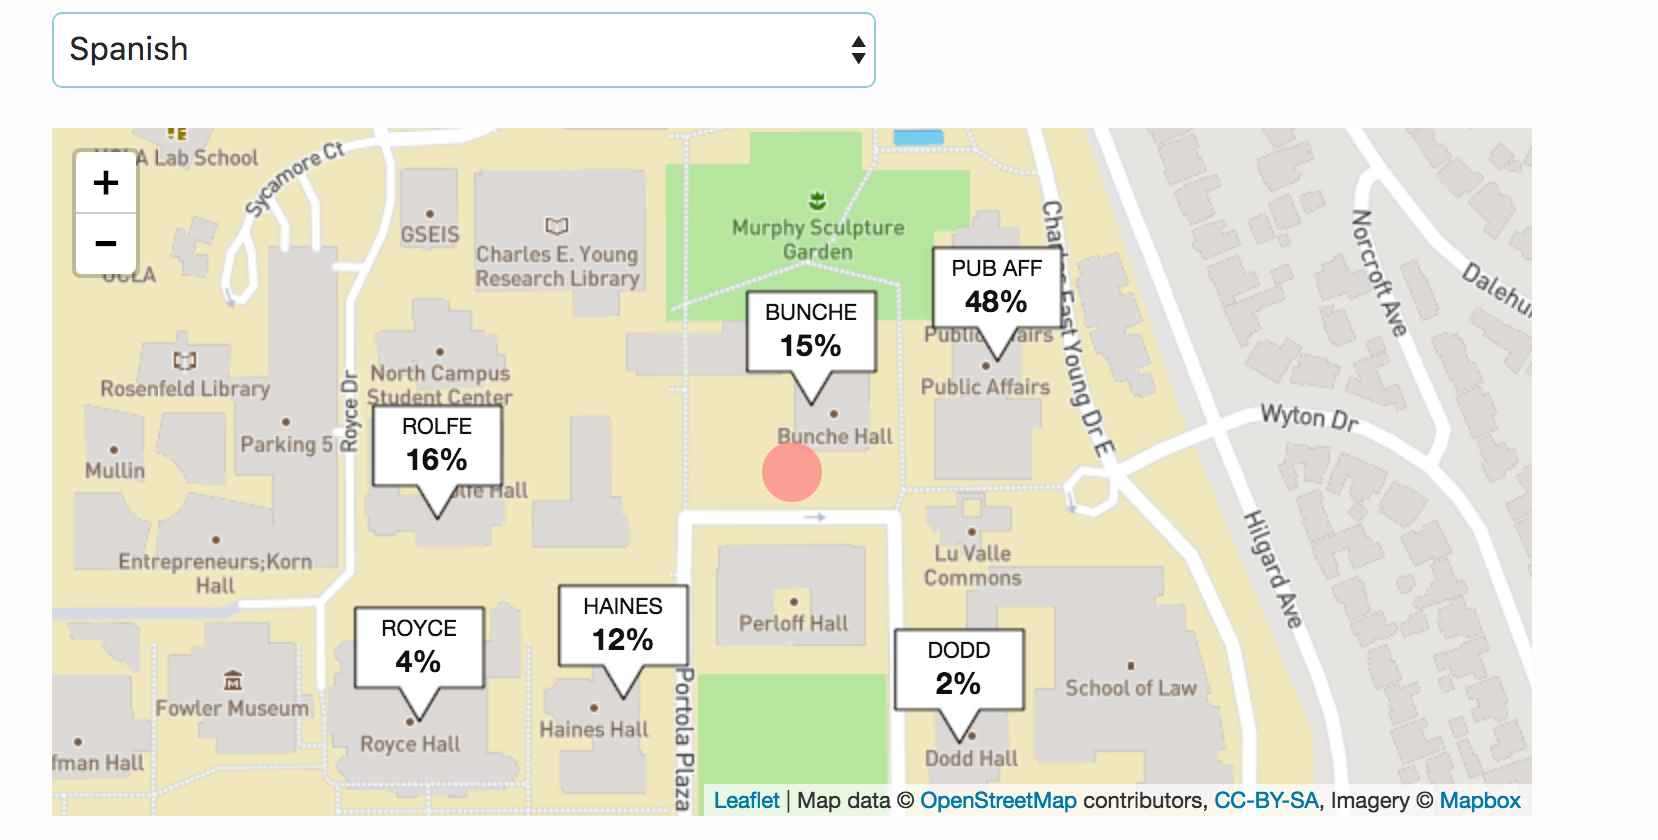 Spanish
A Lab School
Sycamore Ct
+
−
UCLA
GSEIS
Charles E. Young
Research Library
Murphy Sculpture
Garden
PUB AFF
48%
Public Affairs
BUNCHE
15%
Bunche Hall
Rosenfeld Library
Royce Dr
North Campus
Student Center
ROLFE
16%
olfe Hall
Parking 5
Mullin
Entrepreneurs;Korn
Hall
East Young Dr E
Norcroft Ave
Dalehu
Wyton Dr
Hilgard Ave
Lu Valle
Commons
Perloff Hall
HAINES
12%
Haines Hall
ROYCE
4%
Royce Hall
Fowler Museum
fman Hall
Portola Plaza
DODD
2%
Dodd Hall
School of Law
Leaflet | Map data © OpenStreetMap contributors, CC-BY-SA, Imagery © Mapbox